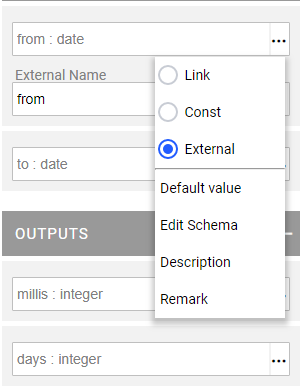 from : date
...
External Name
from
Link
Const
External
to : date
Default value
Edit Schema
OUTPUTS
Description
millis : integer
Remark
days : integer
...